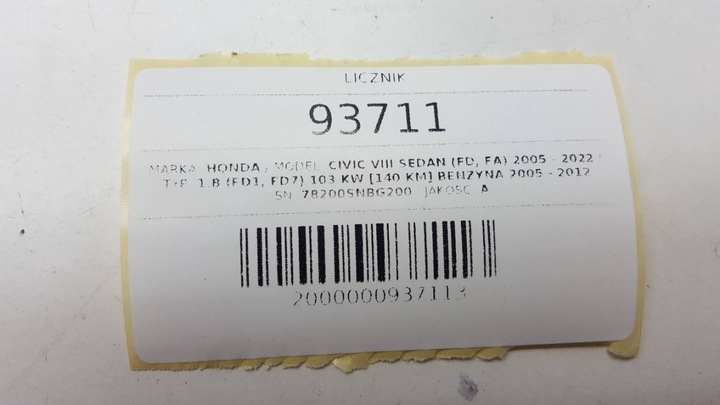 LICZNIK
93711
MARKA: HONDA / MODEL: CIVIC VIII SEDAN (FD, FA) 2005 - 2022 /
TYP: 1.8 (FD1, FD7) 103 KW [140 KM] BENZYNA 2005 - 2012
SN: 78200SNBG200 / JAKOŚĆ: A
2000000937113